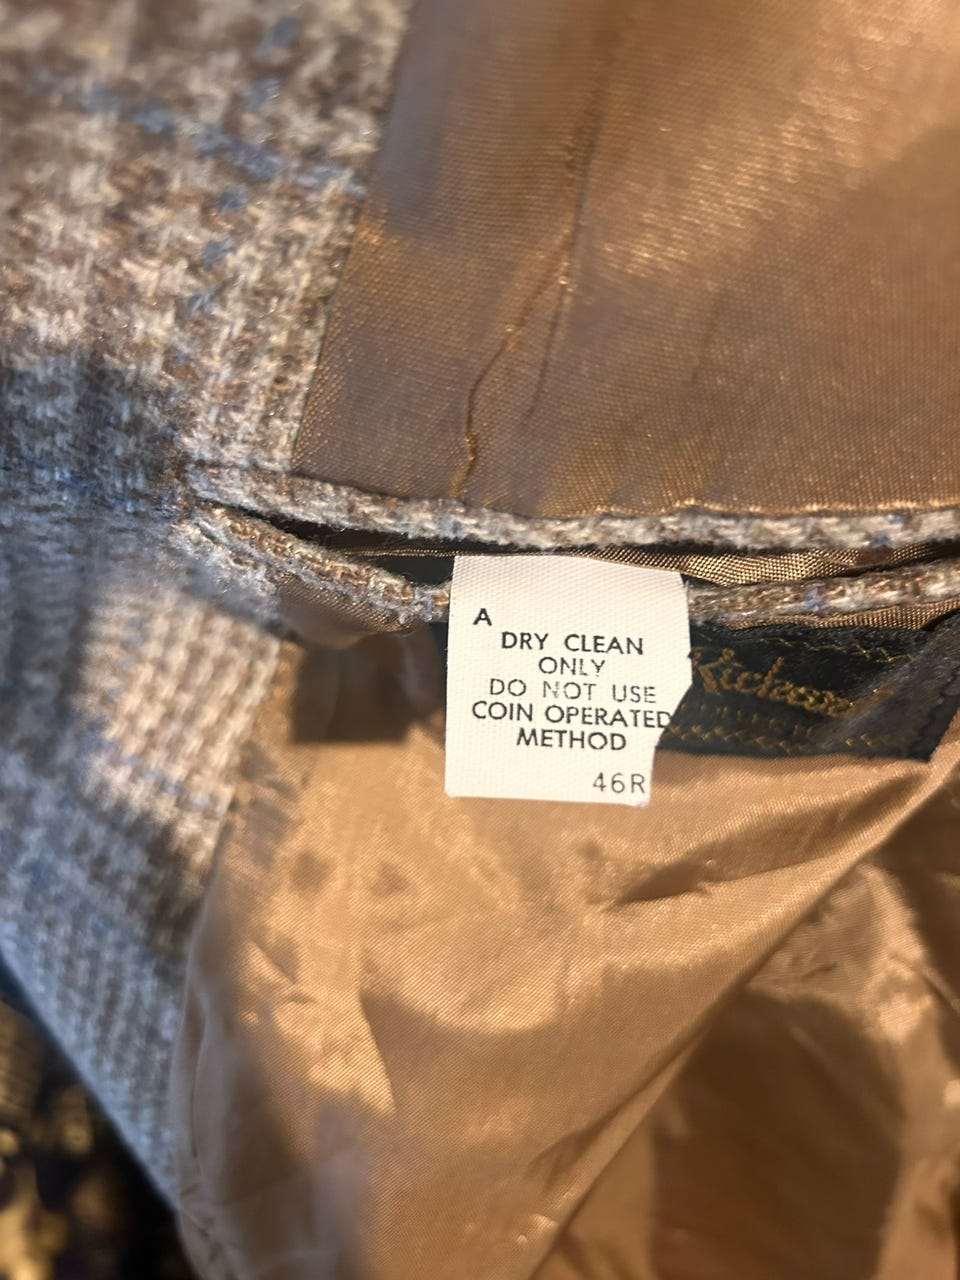 A
DRY CLEAN
ONLY
DO NOT USE
COIN OPERATED
METHOD
46R